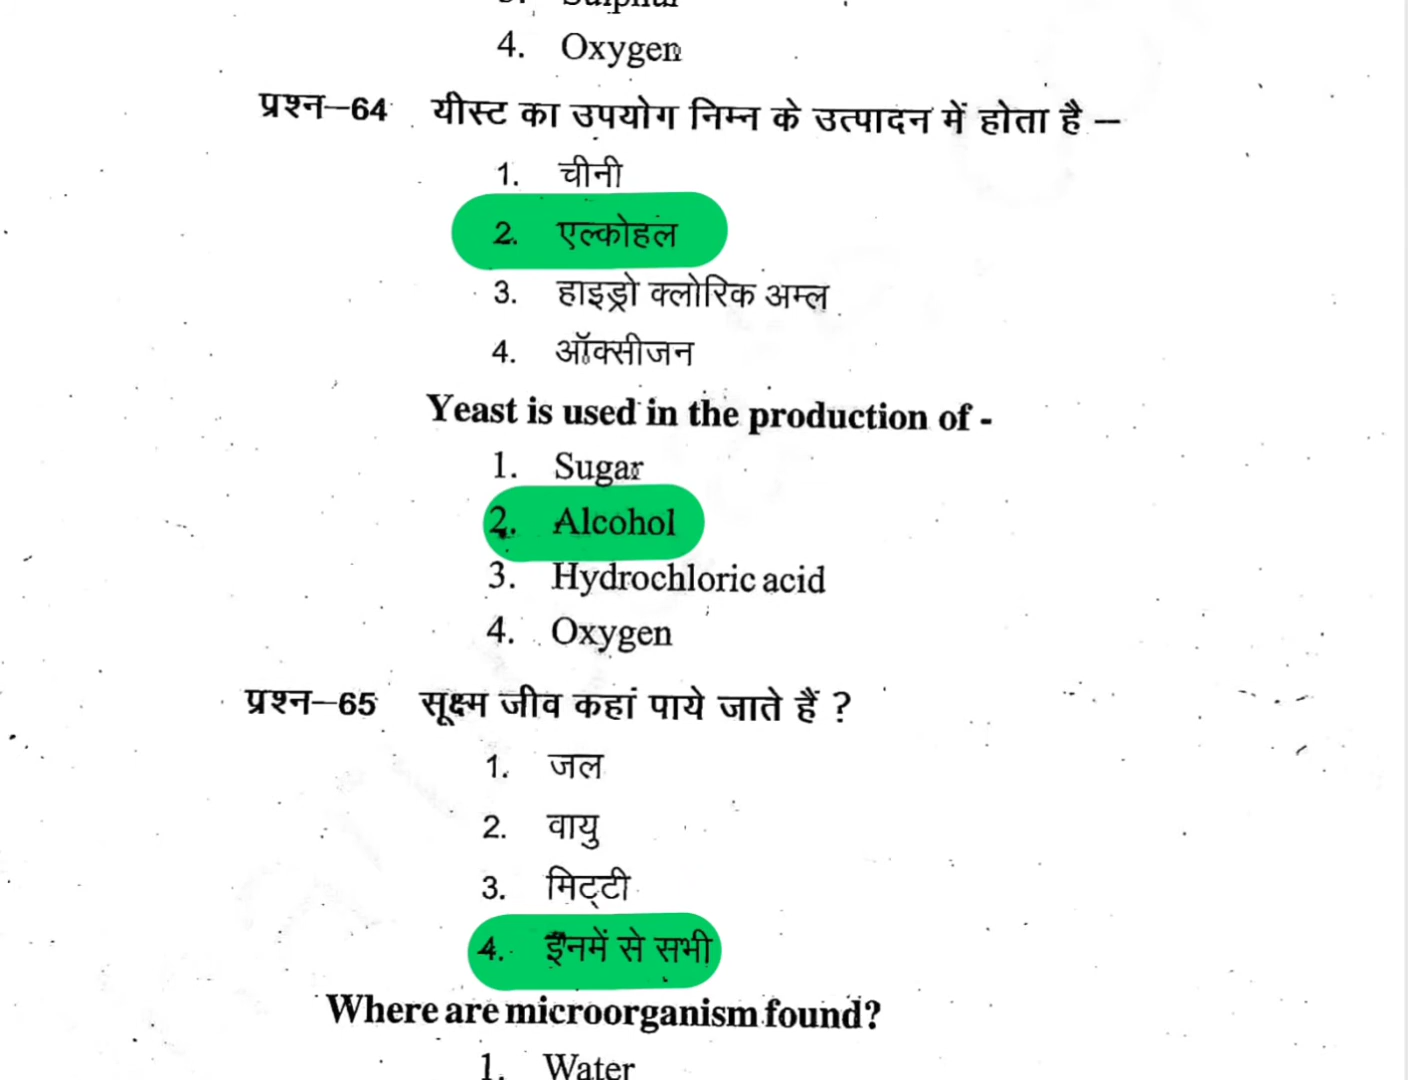 4. Oxygen
प्रश्न–64 यीस्ट का उपयोग निम्न के उत्पादन में होता है –
1. चीनी
2. एल्कोहल
3. हाइड्रो क्लोरिक अम्ल
4. ऑक्सीजन
Yeast is used in the production of -
1. Sugar
2. Alcohol
3. Hydrochloric acid
4. Oxygen
प्रश्न–65 सूक्ष्म जीव कहां पाये जाते हैं ?
1. जल
2. वायु
3. मिट्टी
4. इनमें से सभी
Where are microorganism found?
1. Water